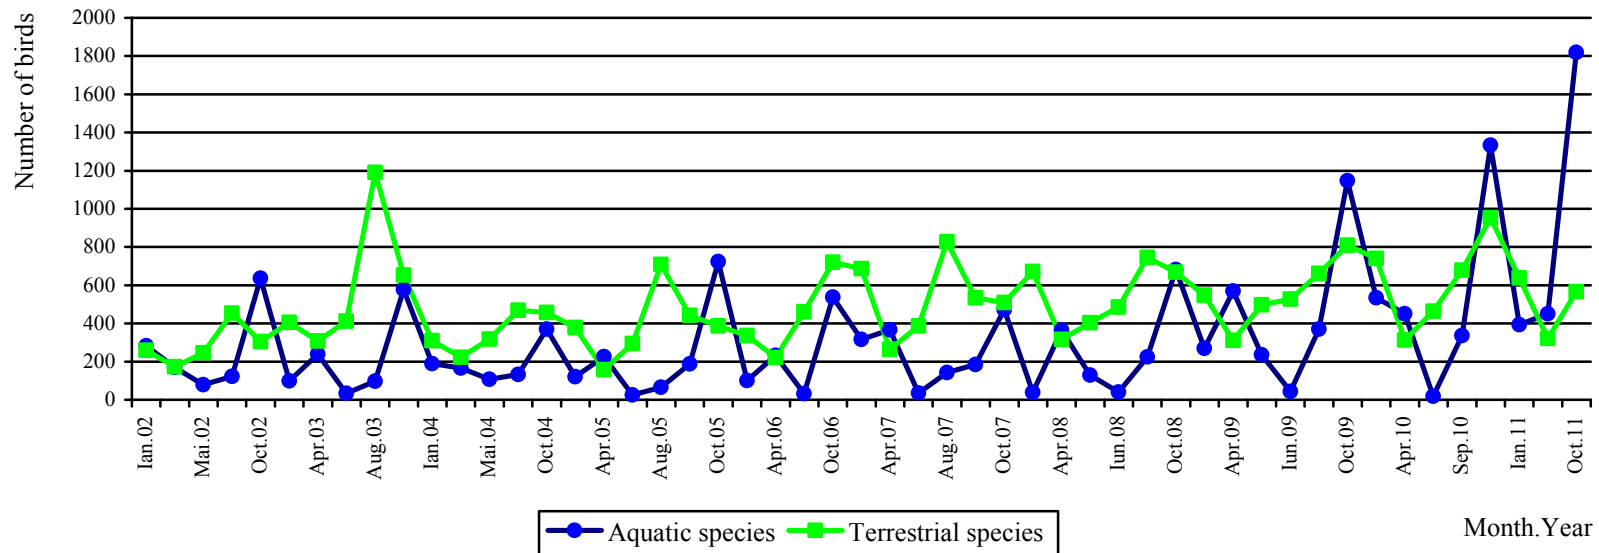 Number of birds
2000
1800
1600
1400
1200
1000
800
600
400
200
0
Ian.02
Mai.02
Oct.02
Apr.03
Aug.03
Ian.04
Mai.04
Oct.04
Apr.05
Aug.05
Oct.05
Apr.06
Oct.06
Apr.07
Aug.07
Oct.07
Apr.08
Iun.08
Oct.08
Apr.09
Iun.09
Oct.09
Apr.10
Sep.10
Ian.11
Oct.11
Aquatic species
Terrestrial species
Month.Year